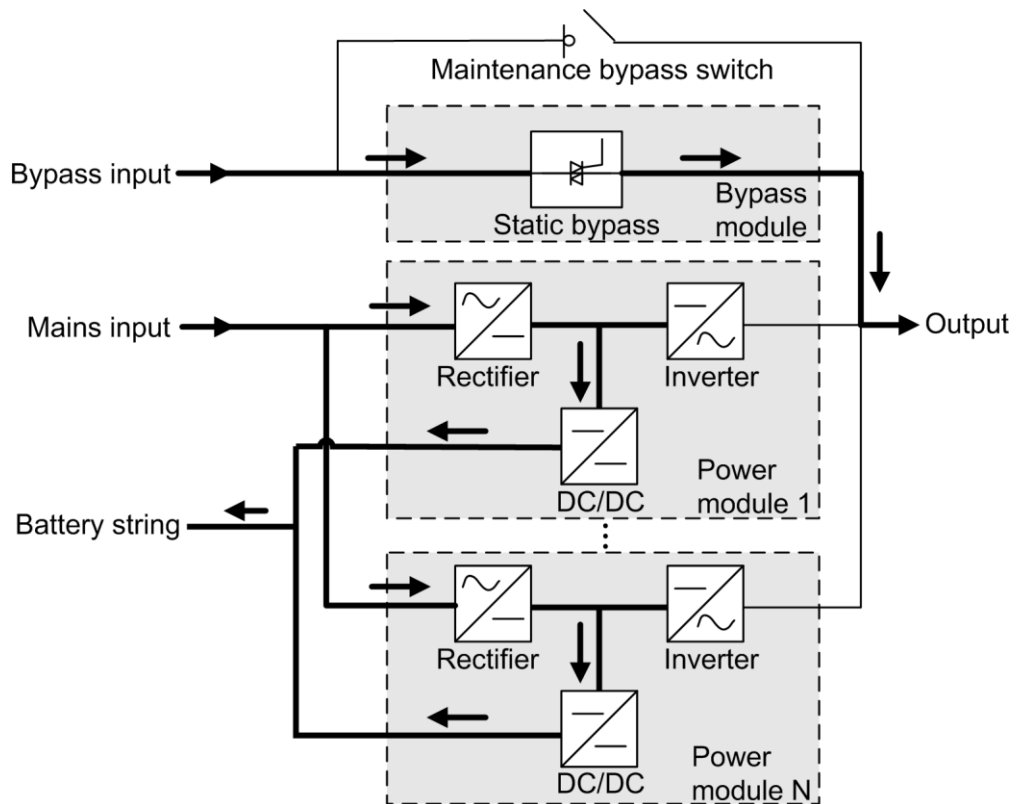 Maintenance bypass switch
Bypass input
Static bypass
Bypass
module
Mains input
Rectifier
Inverter
Output
DC/DC
Power
module 1
Battery string
Rectifier
Inverter
DC/DC
Power
module N